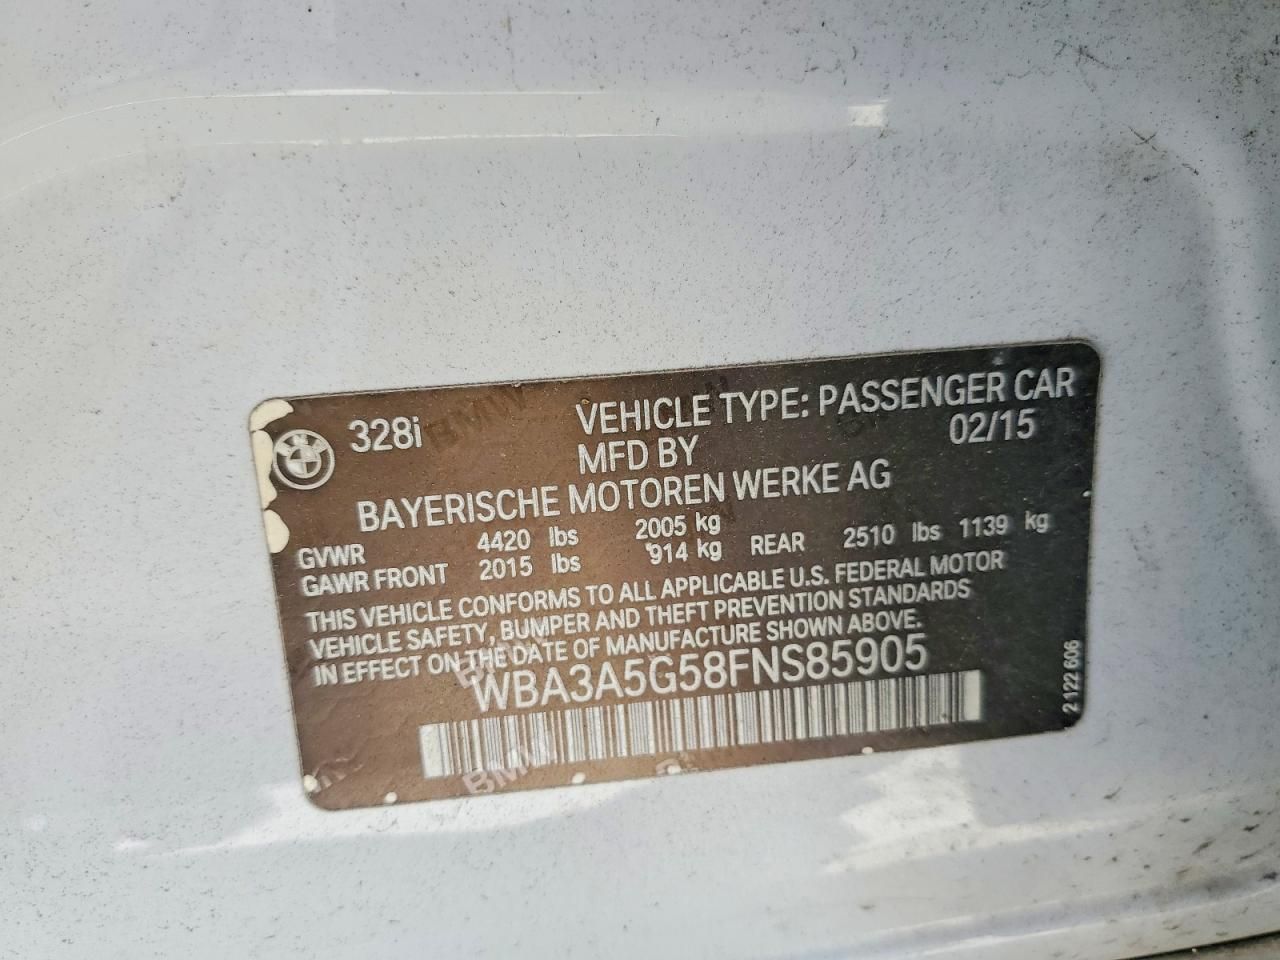 328i VEHICLE TYPE: PASSENGER CAR
MFD BY 02/15
BAYERISCHE MOTOREN WERKE AG
GVWR 4420 lbs 2005 kg
GAWR FRONT 2015 lbs 914 kg REAR 2510 lbs 1139 kg
THIS VEHICLE CONFORMS TO ALL APPLICABLE U.S. FEDERAL MOTOR
VEHICLE SAFETY, BUMPER AND THEFT PREVENTION STANDARDS
IN EFFECT ON THE DATE OF MANUFACTURE SHOWN ABOVE.
WBA3A5G58FNS85905
2 122 606
BMW
BMW